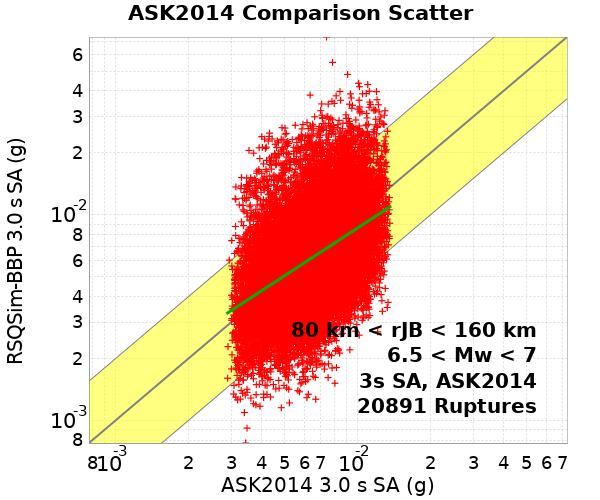 ASK2014 Comparison Scatter
RSQSim-BBP 3.0 s SA (g)
6
4
3
2
10-2
8
6
4
3
2
10-3
8
80 km < rJB < 160 km
6.5 < Mw < 7
3s SA, ASK2014
20891 Ruptures
8 10-3 2 3 4 5 6 7 10-2 2 3 4 5 6 7
ASK2014 3.0 s SA (g)